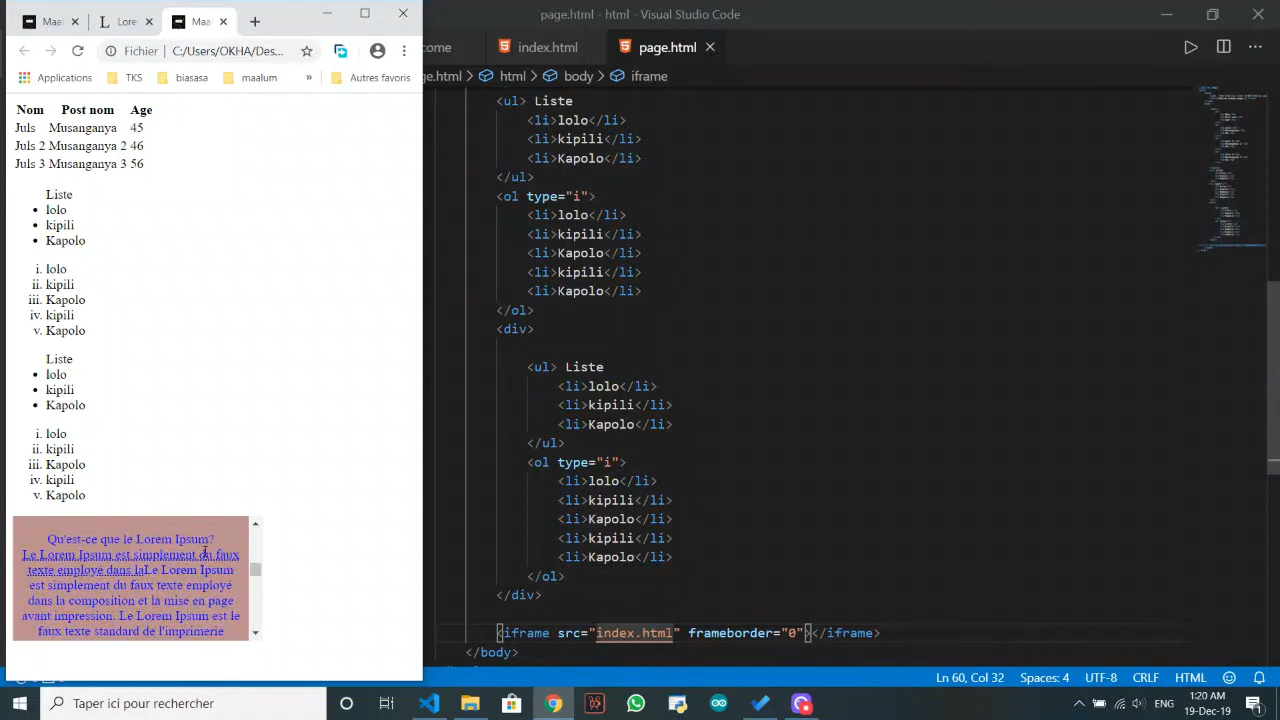 Maal
Lore
Maal
Fichier
C:/Users/OKHA/Des...
Applications
TKS
biasasa
maalum
»
Autres favoris
Nom Post nom Age
Juls Musanganya 45
Juls 2 Musanganya 2 46
Juls 3 Musanganya 3 56
Liste
• lolo
• kipili
• Kapolo
i. lolo
ii. kipili
iii. Kapolo
iv. kipili
v. Kapolo
Liste
• lolo
• kipili
• Kapolo
i. lolo
ii. kipili
iii. Kapolo
iv. kipili
v. Kapolo
Qu'est-ce que le Lorem Ipsum?
Le Lorem Ipsum est simplement du faux
texte employé dans laLe Lorem Ipsum
est simplement du faux texte employé
dans la composition et la mise en page
avant impression. Le Lorem Ipsum est le
faux texte standard de l'imprimerie
page.html - html - Visual Studio Code
come
index.html
page.html
ge.html > html > body > iframe
<ul> Liste
<li>lolo</li>
<li>kipili</li>
<li>Kapolo</li>
</ul>
<ol type="i">
<li>lolo</li>
<li>kipili</li>
<li>Kapolo</li>
<li>kipili</li>
<li>Kapolo</li>
</ol>
<div>
<ul> Liste
<li>lolo</li>
<li>kipili</li>
<li>Kapolo</li>
</ul>
<ol type="i">
<li>lolo</li>
<li>kipili</li>
<li>Kapolo</li>
<li>kipili</li>
<li>Kapolo</li>
</ol>
</div>
<iframe src="index.html" frameborder="0"></iframe>
</body>
Ln 60, Col 32 Spaces: 4 UTF-8 CRLF HTML
Taper ici pour rechercher
ENG
1:20 AM
19-Dec-19